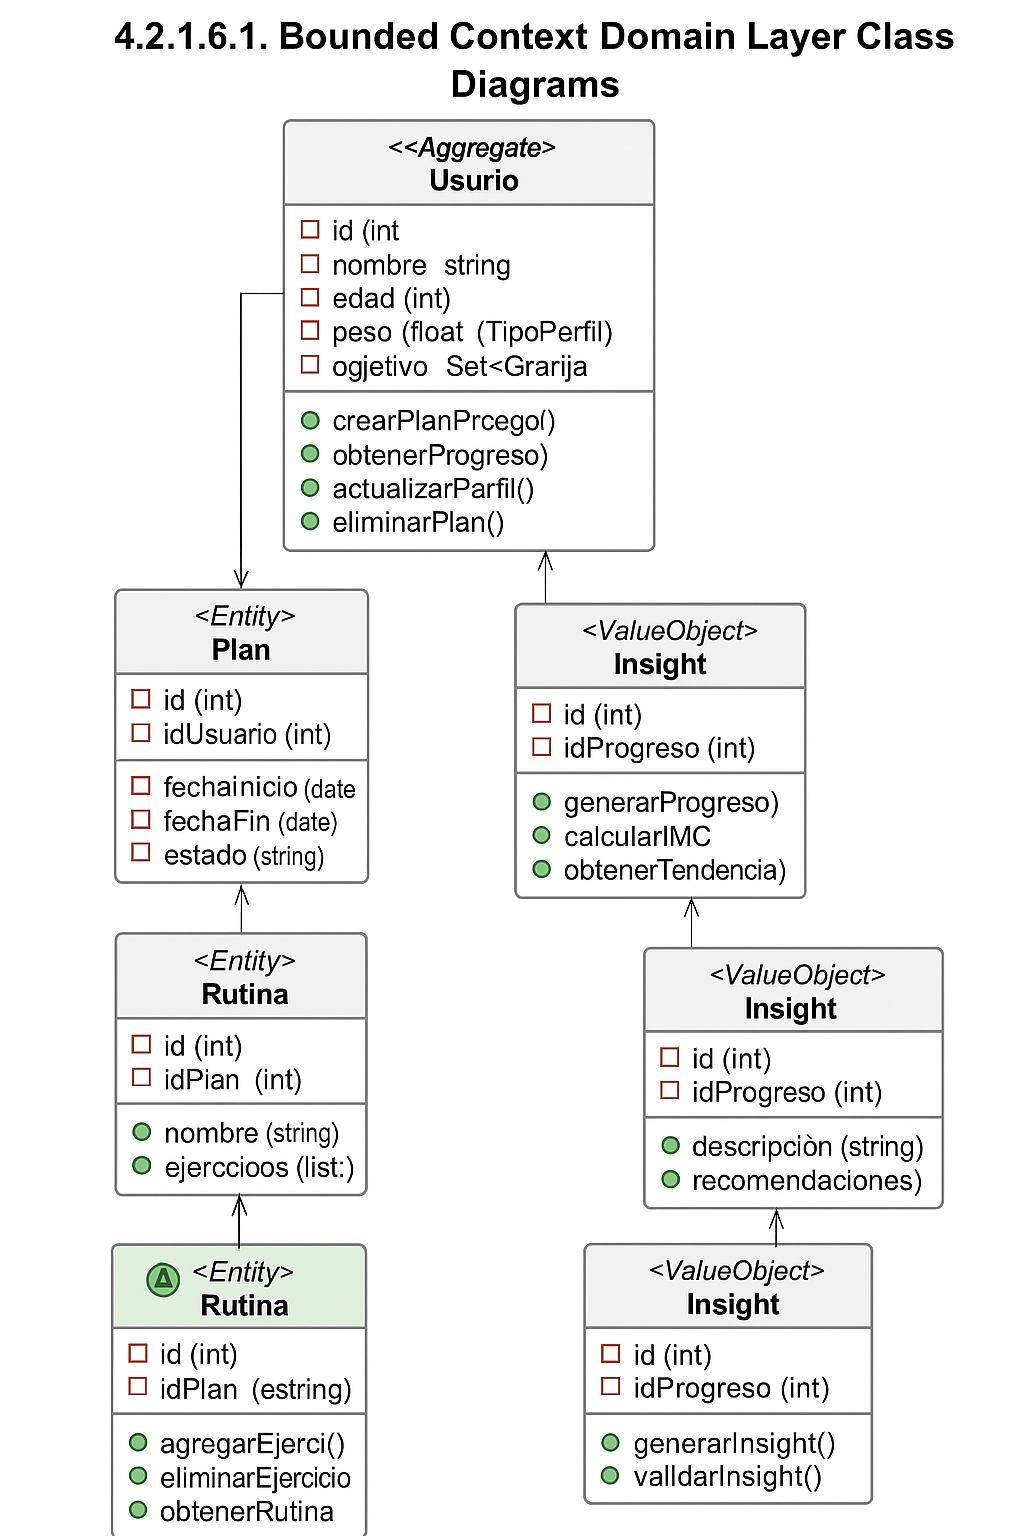 4.2.1.6.1. Bounded Context Domain Layer Class
Diagrams
<<Aggregate>
Usurio
id (int
nombre string
edad (int)
peso (float (TipoPerfil)
ogjetivo Set<Grarija
crearPlanPrcego()
obtenerProgreso)
actualizarParfil()
eliminarPlan()
<Entity>
Plan
id (int)
idUsuario (int)
fechainicio (date
fechaFin (date)
estado (string)
<ValueObject>
Insight
id (int)
idProgreso (int)
generarProgreso)
calcularIMC
obtenerTendencia)
<Entity>
Rutina
id (int)
idPian (int)
nombre (string)
ejerccioos (list:)
<ValueObject>
Insight
id (int)
idProgreso (int)
descripciòn (string)
recomendaciones)
<Entity>
Rutina
id (int)
idPlan (estring)
agregarEjerci()
eliminarEjercicio
obtenerRutina
<ValueObject>
Insight
id (int)
idProgreso (int)
generarInsight()
valldarInsight()